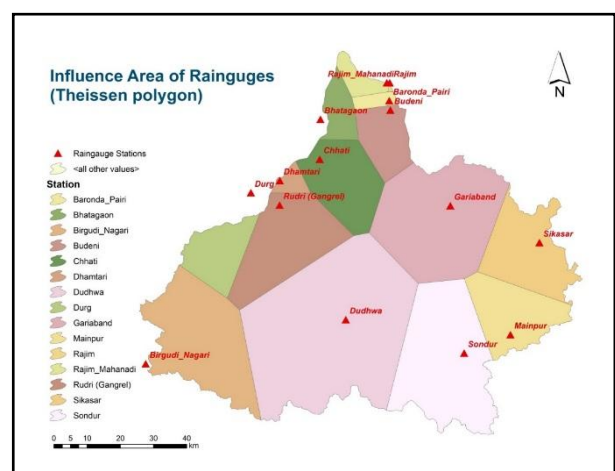 Influence Area of Rainguges
(Theissen polygon)
N
Raingauge Stations
<all other values>
Station
Baronda_Pairi
Bhatagaon
Birgudi_Nagari
Budeni
Chhati
Dhamtari
Dudhwa
Durg
Gariaband
Mainpur
Rajim
Rajim_Mahanadi
Rudri (Gangrel)
Sikasar
Sondur
0 5 10 20 30 40
km
Rajim_MahanadiRajim
Baronda_Pairi
Budeni
Bhatagaon
Chhati
Dhamtari
Durg
Rudri (Gangrel)
Gariaband
Sikasar
Dudhwa
Mainpur
Sondur
Birgudi_Nagari